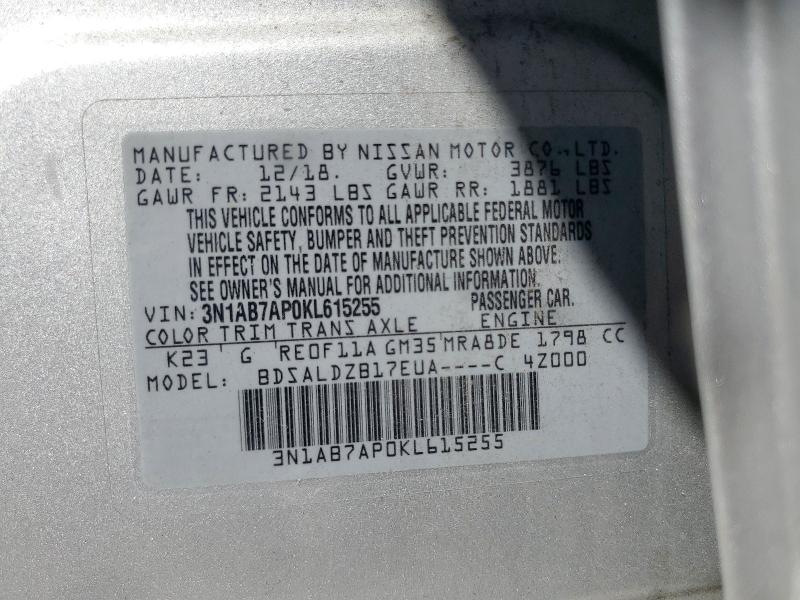 MANUFACTURED BY NISSAN MOTOR CO., LTD.
DATE: 12/18. GVWR: 3876 LBS
GAWR FR: 2143 LBS GAWR RR: 1881 LBS
THIS VEHICLE CONFORMS TO ALL APPLICABLE FEDERAL MOTOR
VEHICLE SAFETY, BUMPER AND THEFT PREVENTION STANDARDS
IN EFFECT ON THE DATE OF MANUFACTURE SHOWN ABOVE.
SEE OWNER'S MANUAL FOR ADDITIONAL INFORMATION.
VIN: 3N1AB7AP0KL615255 PASSENGER CAR.
COLOR TRIM TRANS AXLE ENGINE
K23 G RE0F11A GM35 MRA8DE 1798 CC
MODEL: BDSALDZB17EUA----C 4Z000
3N1AB7AP0KL615255